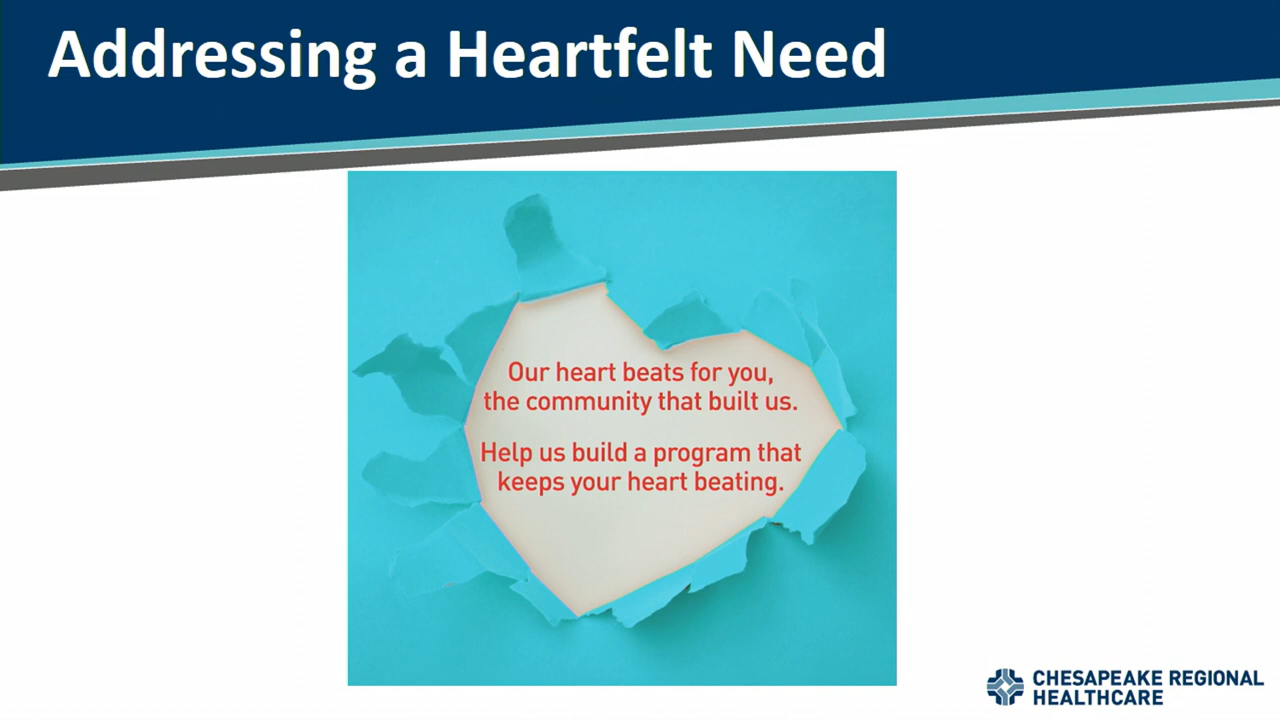 Addressing a Heartfelt Need
Our heart beats for you,
the community that built us.
Help us build a program that
keeps your heart beating.
CHESAPEAKE REGIONAL
HEALTHCARE